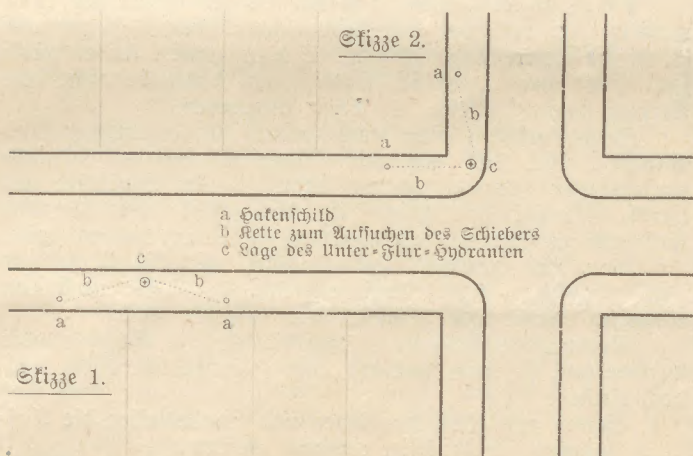 Skizze 2.
a
b
a
c
b
a Hakenschild
b Kette zum Aufsuchen des Schiebers
c Lage des Unter-Flur-Hydranten
c
b b
a a
Skizze 1.